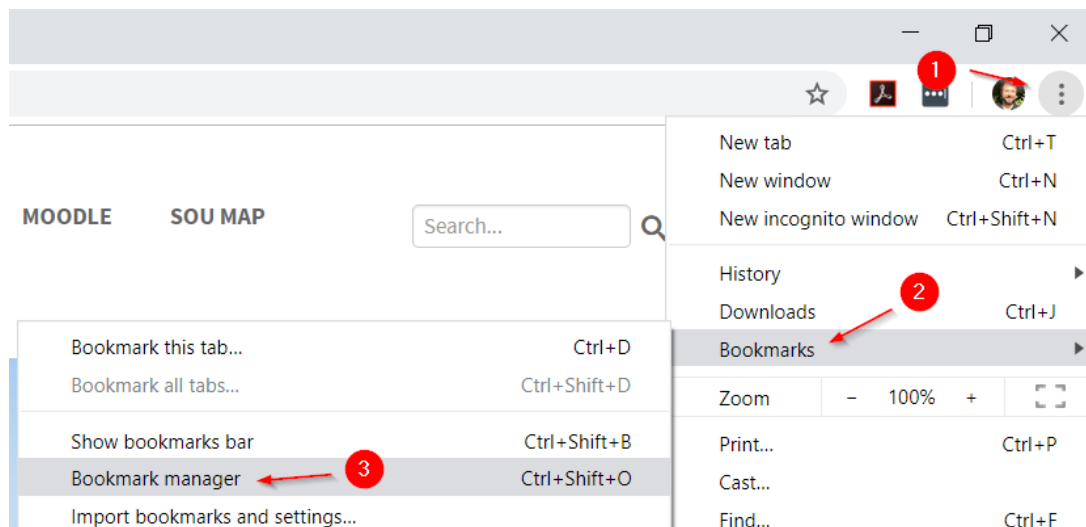 1
New tab Ctrl+T
New window Ctrl+N
MOODLE SOU MAP Search...
New incognito window Ctrl+Shift+N
History
2
Downloads Ctrl+J
Bookmarks
Bookmark this tab... Ctrl+D
Bookmark all tabs... Ctrl+Shift+D
Zoom - 100% +
Show bookmarks bar Ctrl+Shift+B
Print... Ctrl+P
Bookmark manager 3 Ctrl+Shift+O
Cast...
Import bookmarks and settings...
Find... Ctrl+F